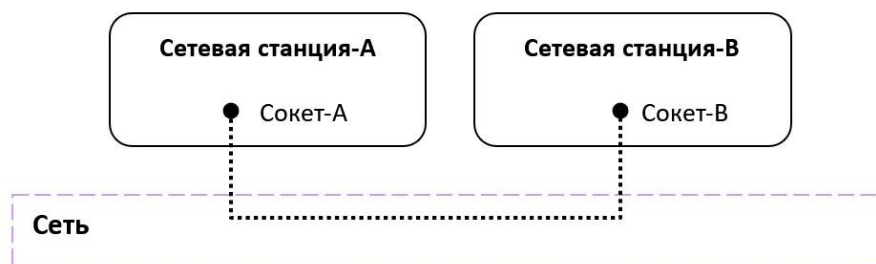 Сетевая станция-А
Сетевая станция-В
Сокет-А
Сокет-В
Сеть